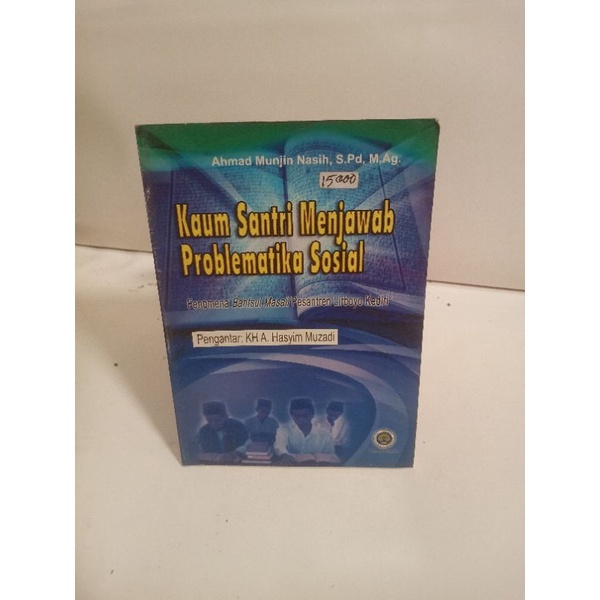 Ahmad Munjin Nasih, S.Pd, M.Ag.
15000
Kaum Santri Menjawab
Problematika Sosial
Fenomena Bahtsul Masail Pesantren Lirboyo Kediri
Pengantar: KH A. Hasyim Muzadi